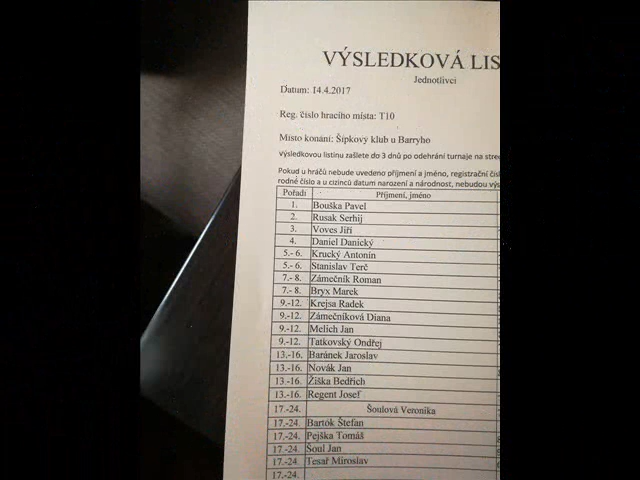 VÝSLEDKOVÁ LIS
Jednotlivci
Datum: 14.4.2017
Reg. číslo hracího místa: T10
Místo konání: Šipkový klub u Barryho
výsledkovou listinu zašlete do 3 dnů po odehrání turnaje na
Pokud u hráčů nebude uvedeno příjmení a jméno, registrační čís
rodné číslo a u cizinců datum narození a národnost, nebudou výs
Pořadí Příjmení, jméno
1. Bouška Pavel
2. Rusak Serhij
3. Voves Jiří
4. Daniel Danický
5.- 6. Krucký Antonín
5.- 6. Stanislav Terč
7.- 8. Zámečník Roman
7.- 8. Bryx Marek
9.-12. Krejsa Radek
9.-12. Zámečníková Diana
9.-12. Melich Jan
9.-12. Tatkovský Ondřej
13.-16. Baránek Jaroslav
13.-16. Novák Jan
13.-16. Žiška Bedřich
13.-16. Regent Josef
17.-24. Šoulová Veronika
17.-24. Bartók Štefan
17.-24. Pejška Tomáš
17.-24. Šoul Jan
17.-24. Tesař Miroslav
17.-24.